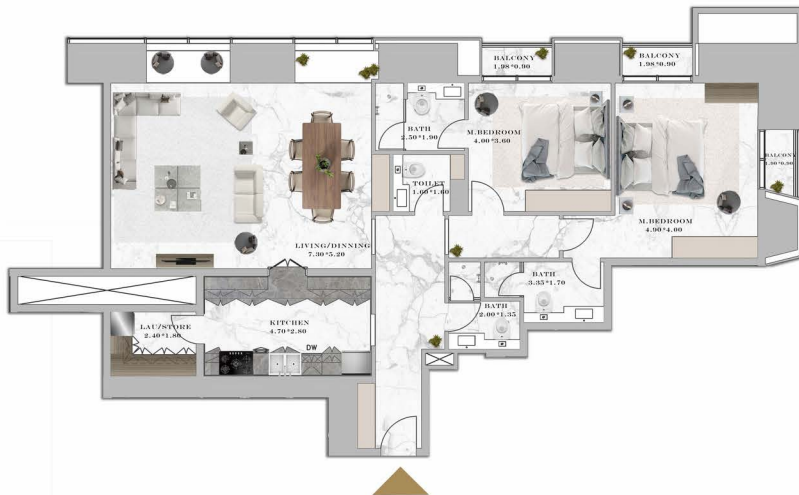 BALCONY
1.98*0.90
BALCONY
1.98*0.90
BATH
2.50*1.90
M.BEDROOM
4.00*3.60
BALCONY
1.90*0.90
TOILET
1.60*1.60
M.BEDROOM
4.90*4.00
LIVING/DINNING
7.30*5.20
BATH
3.35*1.70
BATH
2.00*1.35
LAU/STORE
2.40*1.80
KITCHEN
4.70*2.80
DW